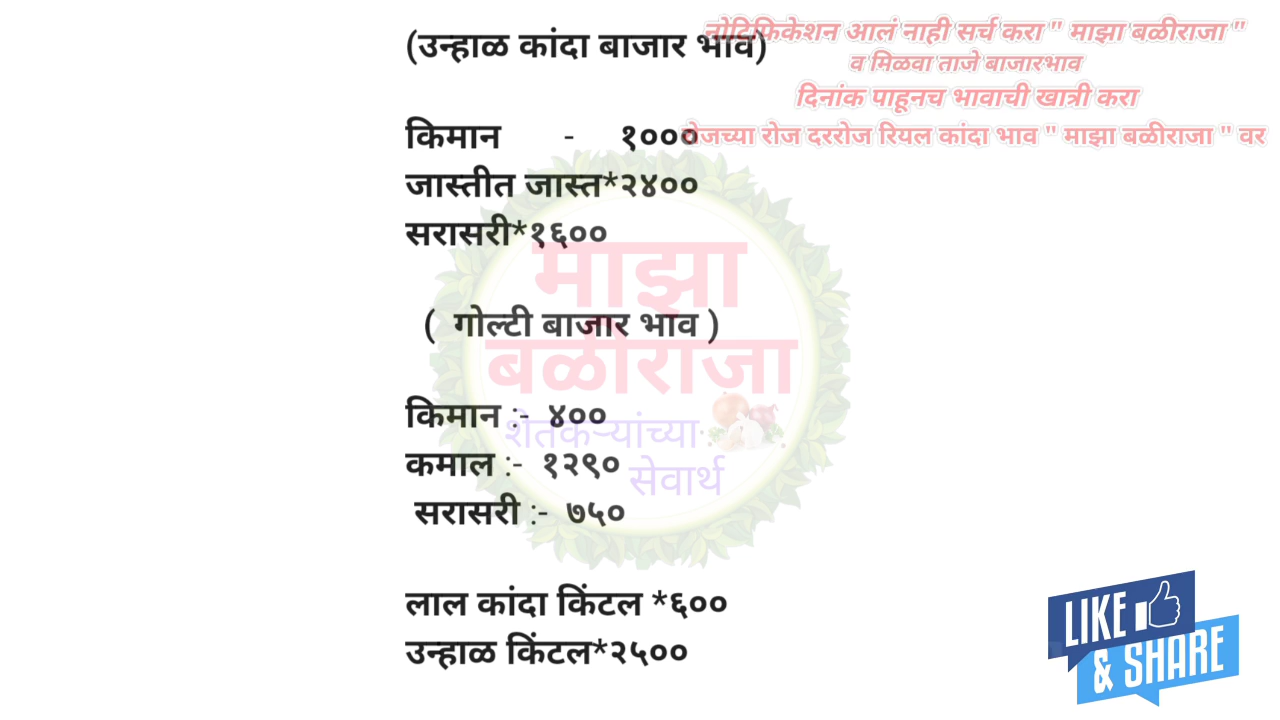 (उन्हाळ कांदा बाजार भाव)
नोटिफिकेशन आलं नाही सर्च करा " माझा बळीराजा "
व मिळवा ताजे बाजारभाव
दिनांक पाहूनच भावाची खात्री करा
रोजच्या रोज दररोज रियल कांदा भाव " माझा बळीराजा " वर
किमान - १०००
जास्तीत जास्त*२४००
सरासरी*१६००
( गोल्टी बाजार भाव )
किमान :- ४००
कमाल :- १२९०
सरासरी :- ७५०
लाल कांदा किंटल *६००
उन्हाळ किंटल*२५००
माझा
बळीराजा
शेतकऱ्यांच्या
सेवार्थ
LIKE
& SHARE